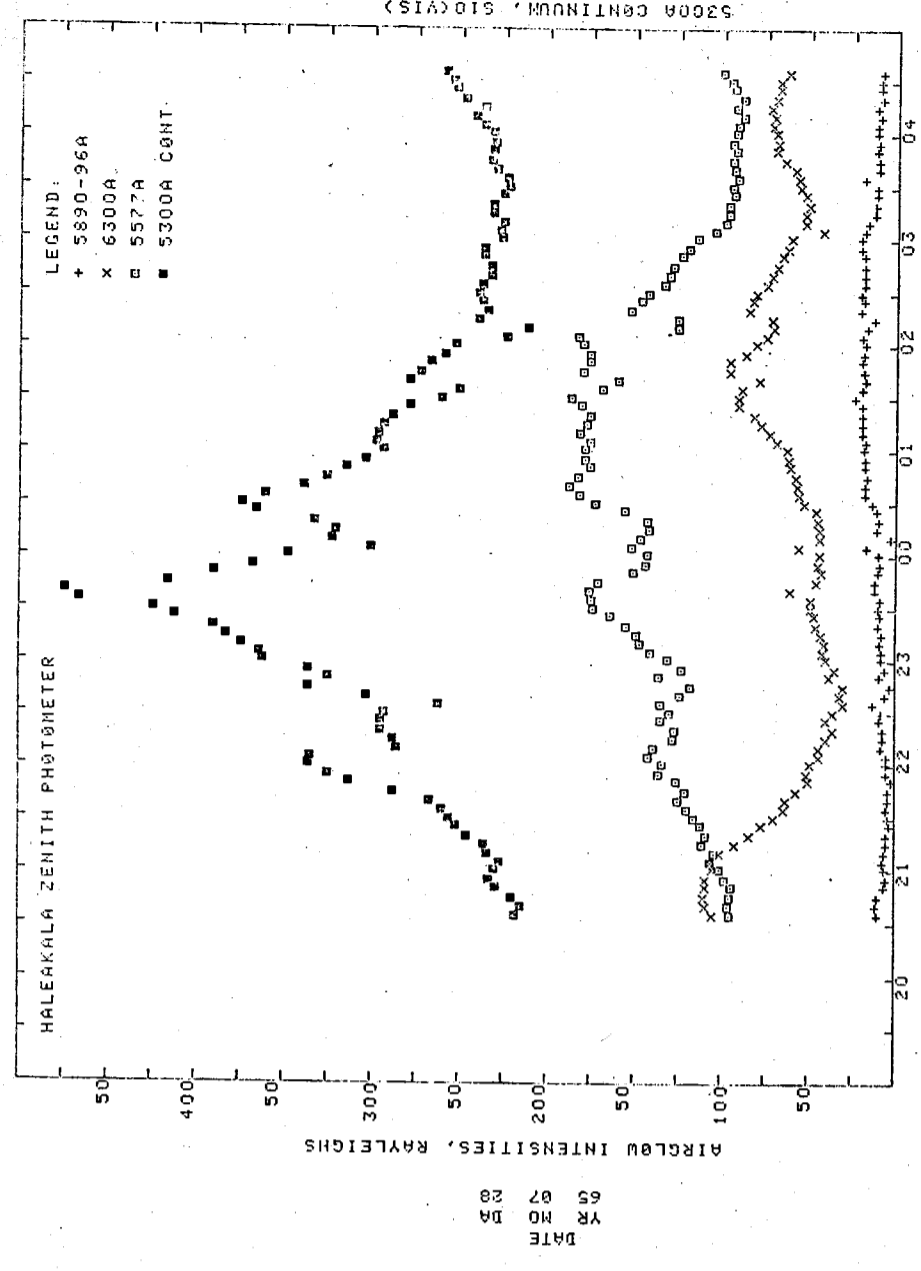 HALEAKALA ZENITH PHOTOMETER
LEGEND:
+ 5890-96A
× 6300A
□ 5577A
■ 5300A CONT
AIRGLOW INTENSITIES, RAYLEIGHS
50
400
50
300
50
200
50
100
50
20 21 22 23 00 01 02 03 04
5300A CONTINUUM, S10(VIS)
DATE
YR MO DA
65 07 28